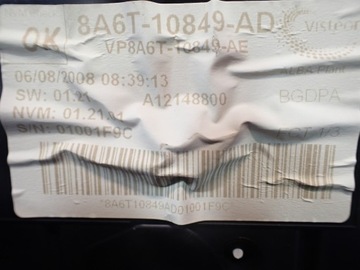 OK
8A6T-10849-AD
Visteon
VP8A6T-10849-AE
06/08/2008 08:39:13
SW: 01.21
A12148800
BGDPA
NVM: 01.21.01
S/N: 01001F9C
*8A6T10849AD01001F9C*